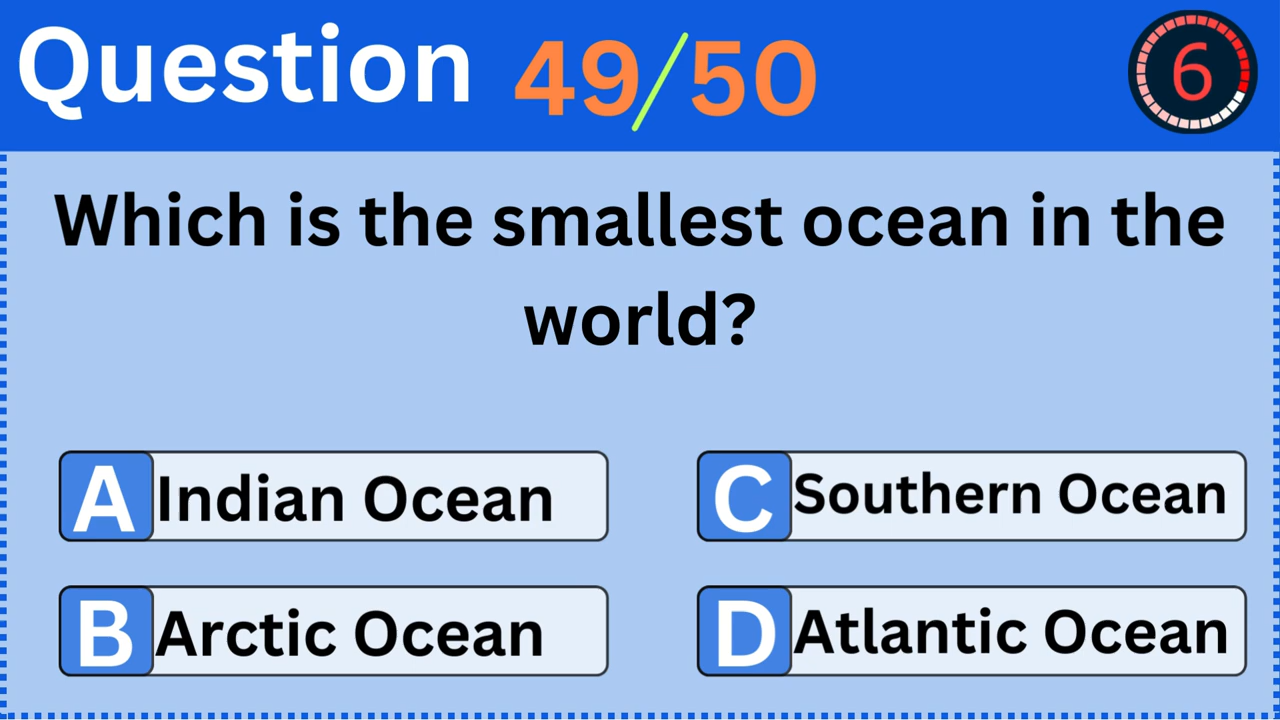 Question 49/50
6
Which is the smallest ocean in the
world?
A Indian Ocean
C Southern Ocean
B Arctic Ocean
D Atlantic Ocean